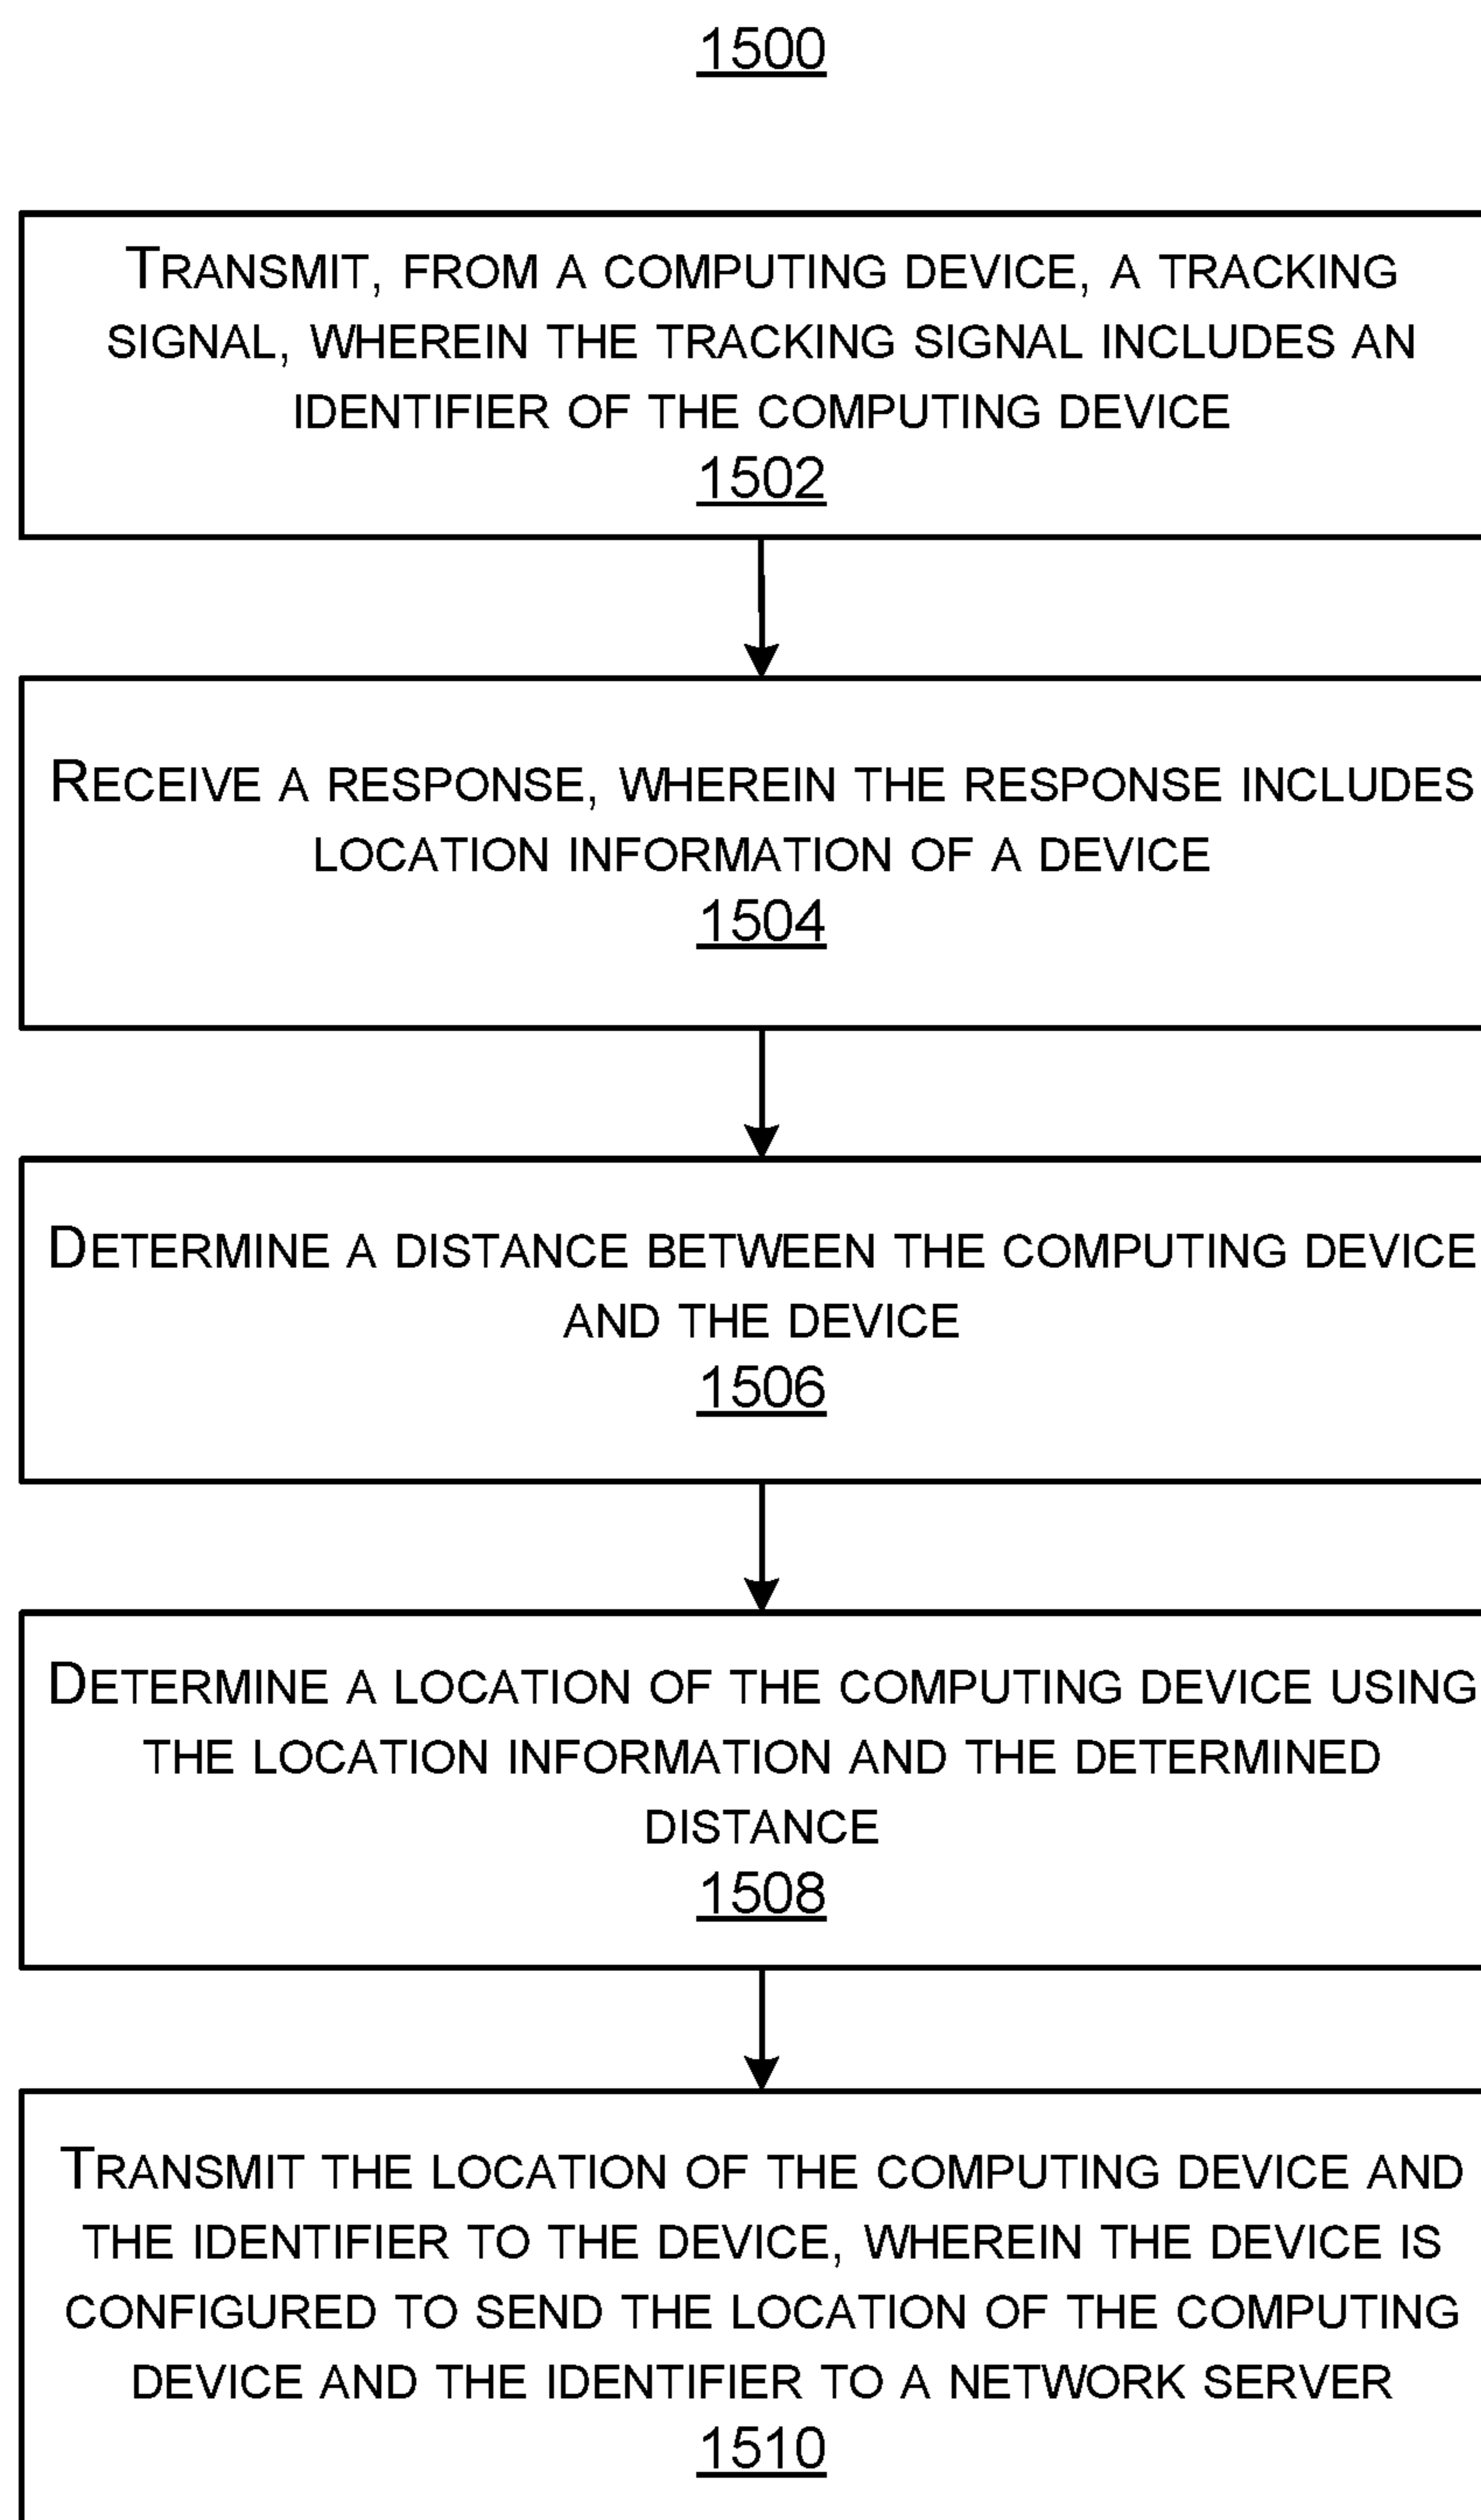 1500
TRANSMIT, FROM A COMPUTING DEVICE, A TRACKING
SIGNAL, WHEREIN THE TRACKING SIGNAL INCLUDES AN
IDENTIFIER OF THE COMPUTING DEVICE
1502
RECEIVE A RESPONSE, WHEREIN THE RESPONSE INCLUDES
LOCATION INFORMATION OF A DEVICE
1504
DETERMINE A DISTANCE BETWEEN THE COMPUTING DEVICE
AND THE DEVICE
1506
DETERMINE A LOCATION OF THE COMPUTING DEVICE USING
THE LOCATION INFORMATION AND THE DETERMINED
DISTANCE
1508
TRANSMIT THE LOCATION OF THE COMPUTING DEVICE AND
THE IDENTIFIER TO THE DEVICE, WHEREIN THE DEVICE IS
CONFIGURED TO SEND THE LOCATION OF THE COMPUTING
DEVICE AND THE IDENTIFIER TO A NETWORK SERVER
1510